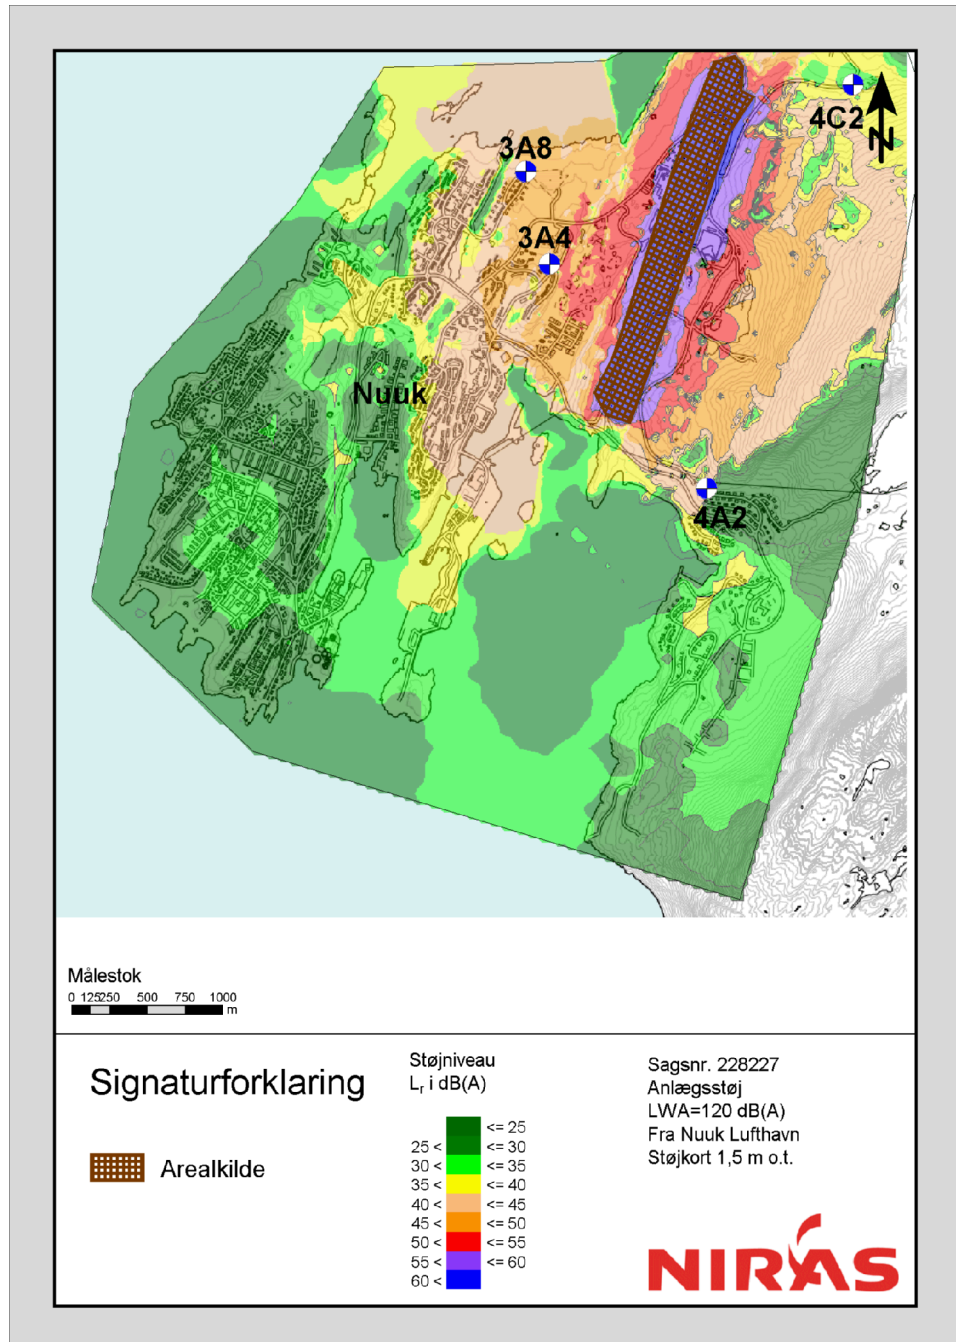 4C2
N
3A8
3A4
Nuuk
4A2
Målestok
0 125250 500 750 1000
m
Signaturforklaring
Arealkilde
Støjniveau
Lr i dB(A)
<= 25
25 < <= 30
30 < <= 35
35 < <= 40
40 < <= 45
45 < <= 50
50 < <= 55
55 < <= 60
60 <
Sagsnr. 228227
Anlægsstøj
LWA=120 dB(A)
Fra Nuuk Lufthavn
Støjkort 1,5 m o.t.
NIRAS